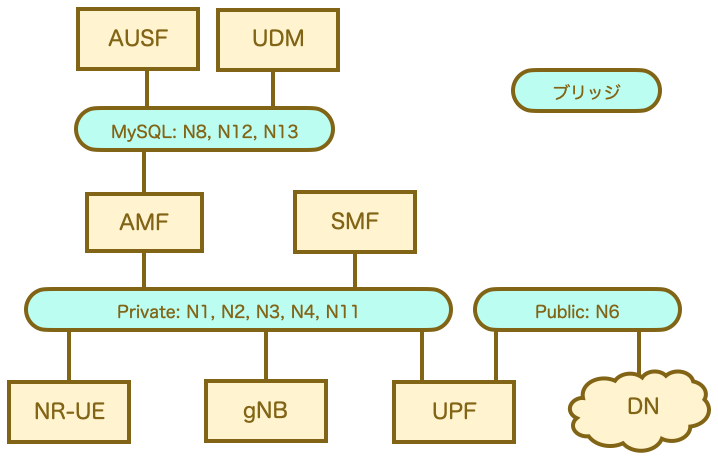 AUSF
UDM
ブリッジ
MySQL: N8, N12, N13
AMF
SMF
Private: N1, N2, N3, N4, N11
Public: N6
NR-UE
gNB
UPF
DN